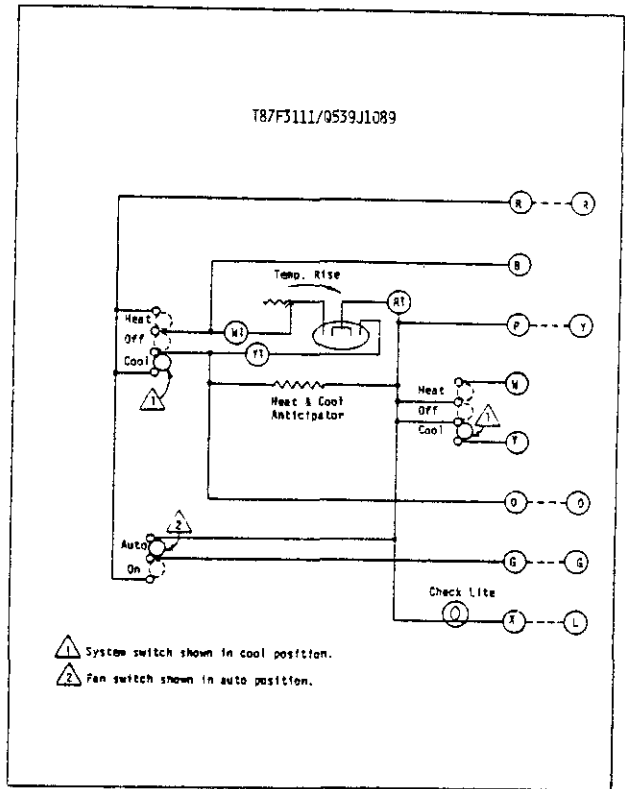 T87F3111/Q539J1089
R R
B
Temp. Rise
R1
P Y
Heat
W1
Off
Y1
Cool
1
W
Heat
Heat & Cool
Anticipator
Off
1
Cool
Y
O O
2
Auto
G G
On
Check Lite
X L
1 System switch shown in cool position.
2 Fan switch shown in auto position.